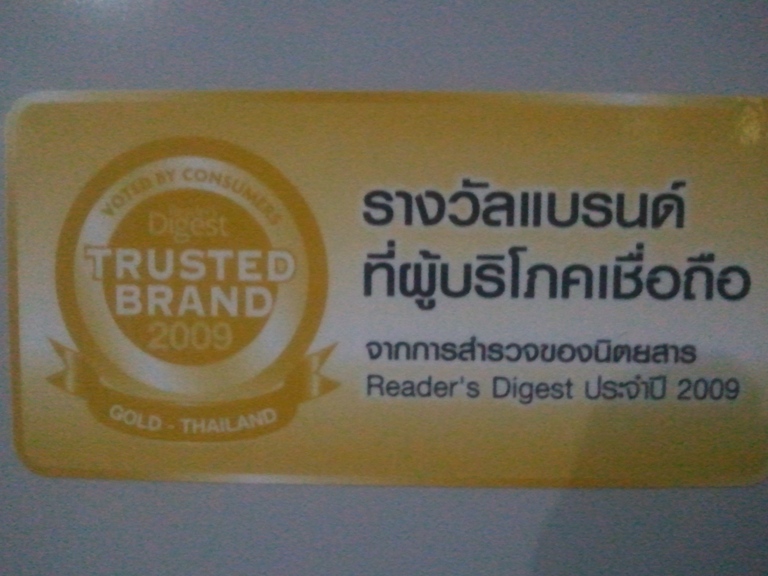 VOTED BY CONSUMERS
Digest
TRUSTED
BRAND
2009
GOLD - THAILAND
รางวัลแบรนด์
ที่ผู้บริโภคเชื่อถือ
จากการสำรวจของนิตยสาร
Reader's Digest ประจำปี 2009